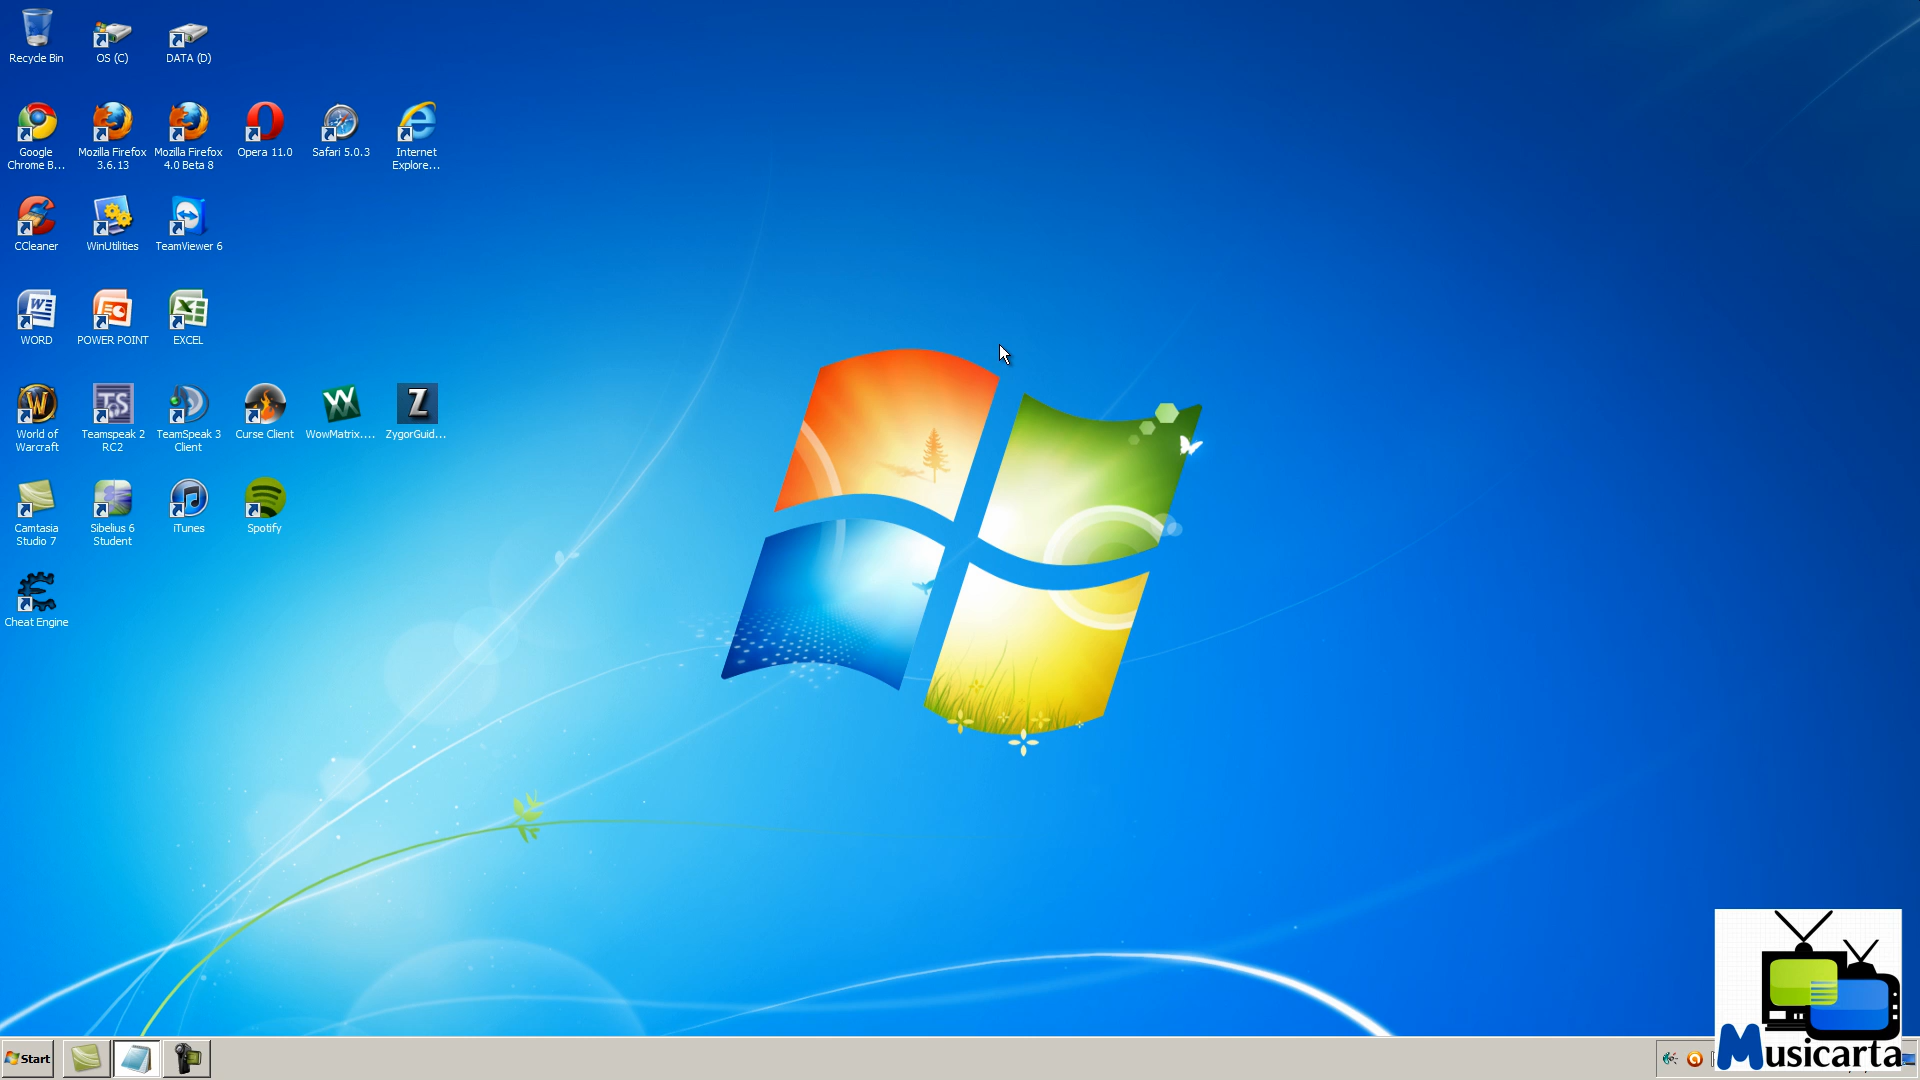 Recycle Bin
OS (C)
DATA (D)
Google
Chrome B...
Mozilla Firefox
3.6.13
Mozilla Firefox
4.0 Beta 8
Opera 11.0
Safari 5.0.3
Internet
Explore...
CCleaner
WinUtilities
TeamViewer 6
WORD
POWER POINT
EXCEL
World of
Warcraft
Teamspeak 2
RC2
TeamSpeak 3
Client
Curse Client
WowMatrix....
ZygorGuid...
Camtasia
Studio 7
Sibelius 6
Student
iTunes
Spotify
Cheat Engine
Start
Musicarta